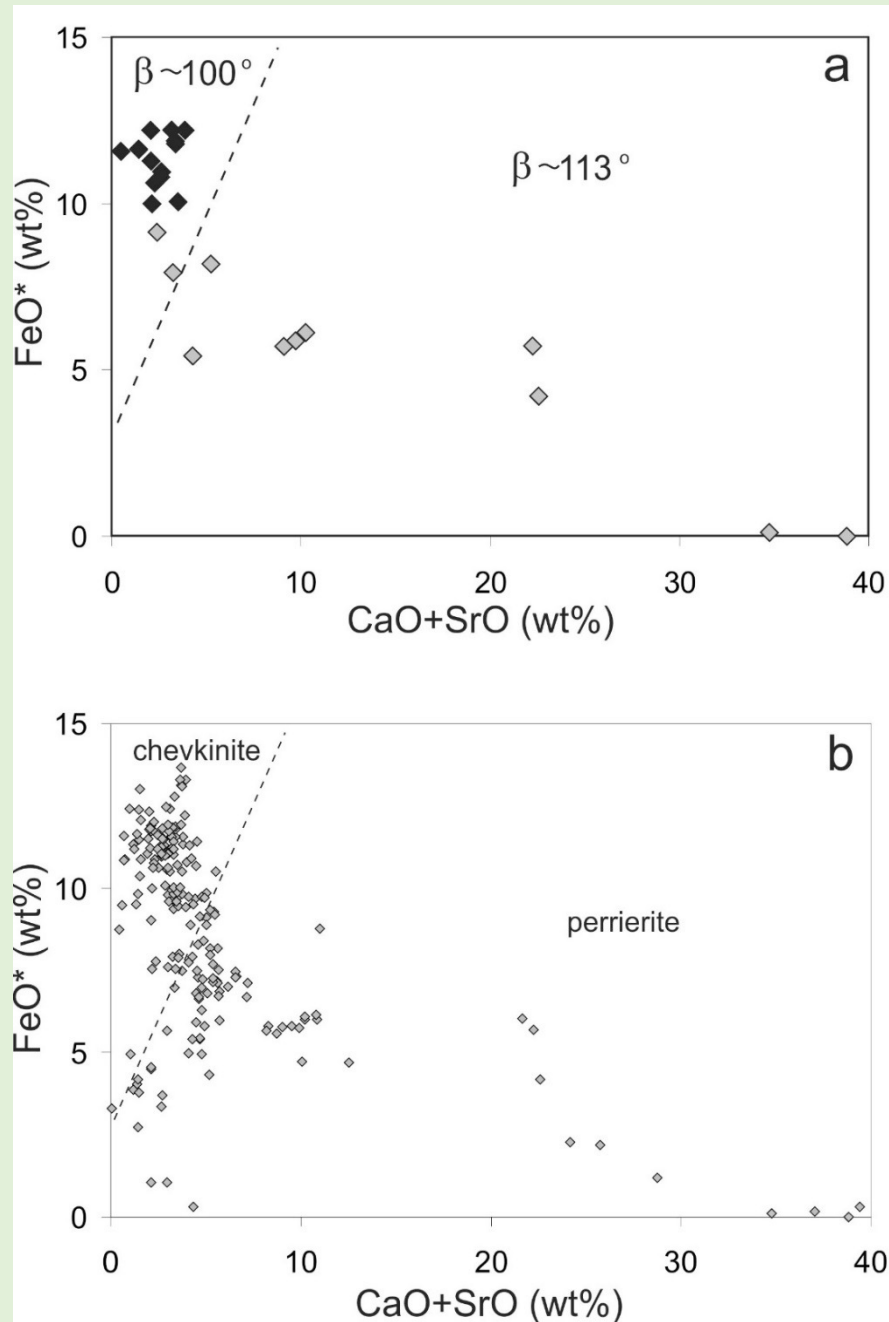 15
β~100°
a
β~113°
10
FeO* (wt%)
5
0
0 10 20 30 40
CaO+SrO (wt%)
15
chevkinite
b
10
perrierite
FeO* (wt%)
5
0
0 10 20 30 40
CaO+SrO (wt%)